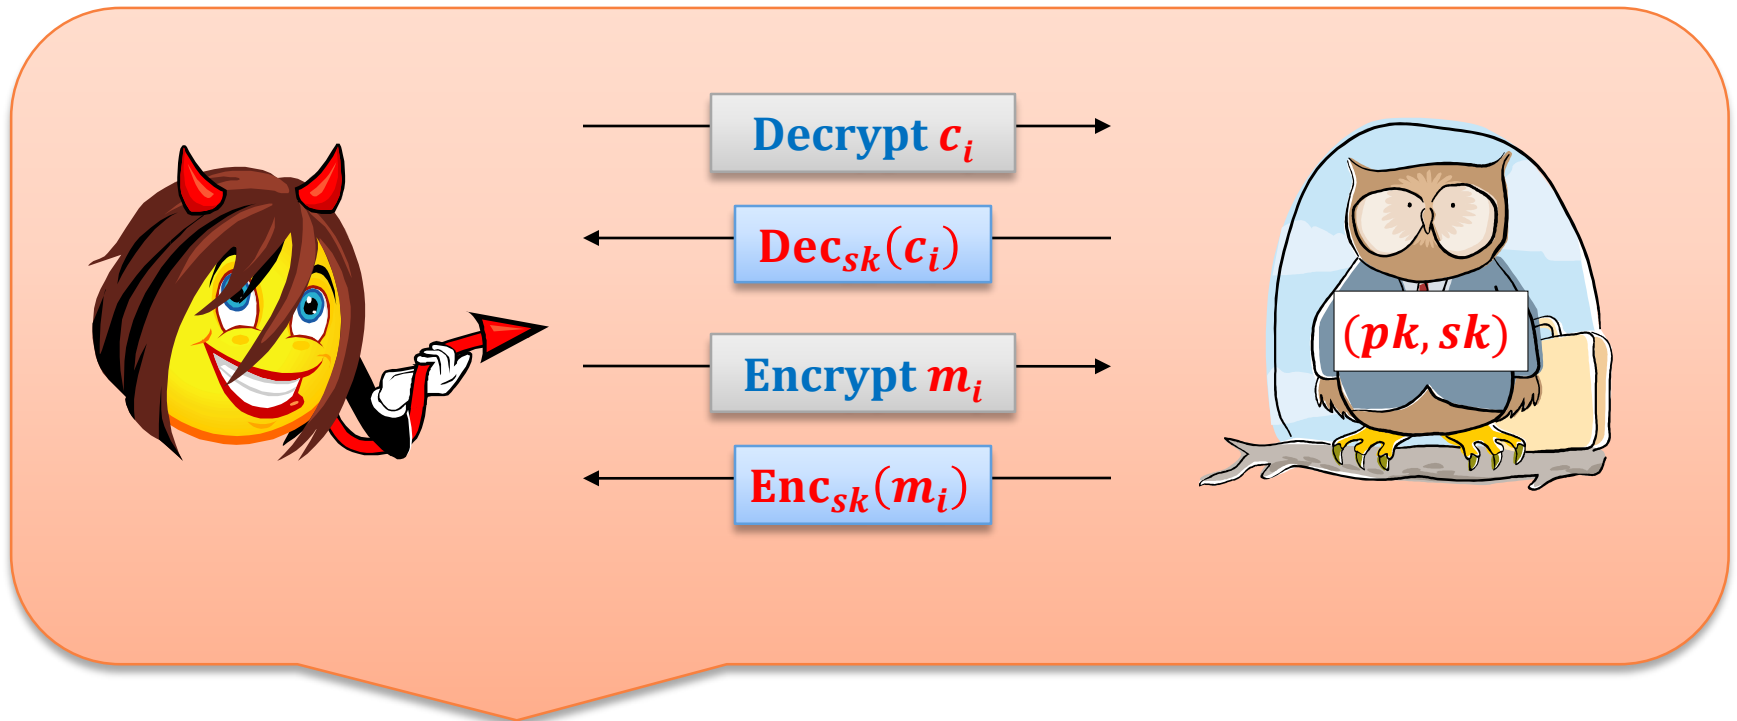 Decrypt c_i
Dec_sk(c_i)
(pk, sk)
Encrypt m_i
Enc_sk(m_i)